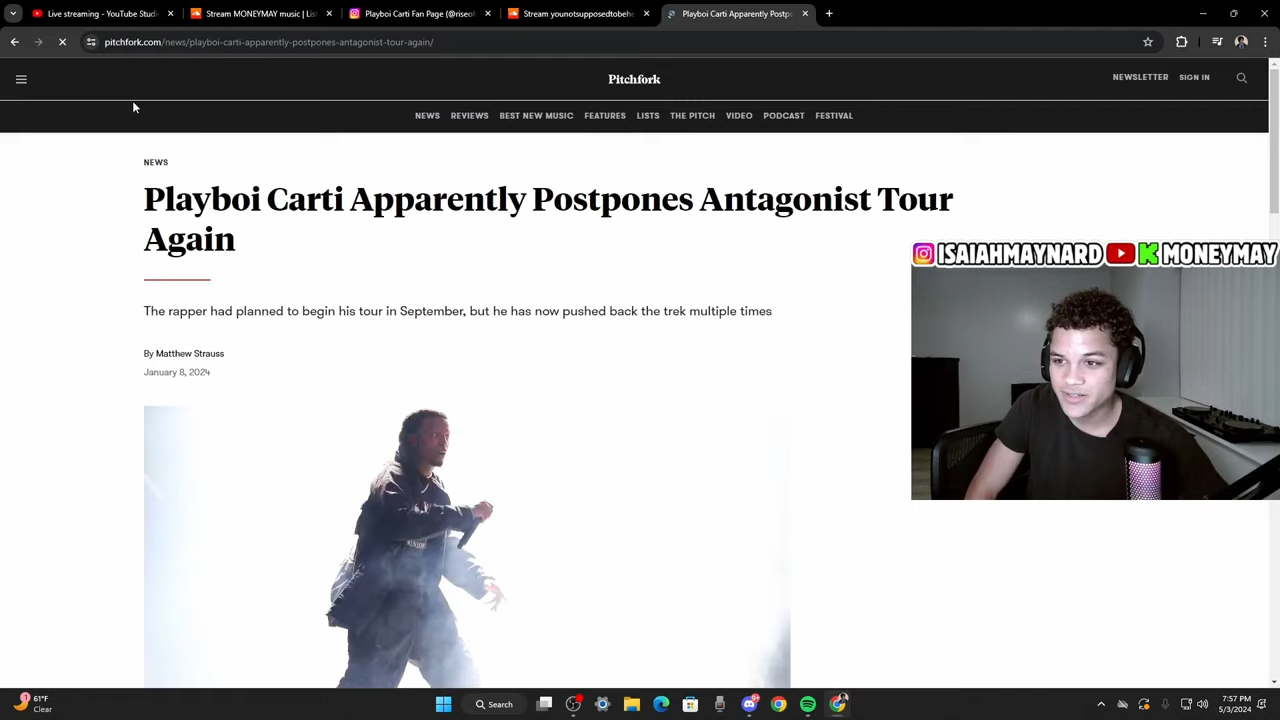 Live streaming - YouTube Studi
Stream MONEYMAY music | List
Playboi Carti Fan Page (@riseo
Stream younotsupposedtobehe
Playboi Carti Apparently Postp
pitchfork.com/news/playboi-carti-apparently-postpones-antagonist-tour-again/
Pitchfork
NEWSLETTER SIGN IN
NEWS REVIEWS BEST NEW MUSIC FEATURES LISTS THE PITCH VIDEO PODCAST FESTIVAL
NEWS
Playboi Carti Apparently Postpones Antagonist Tour
Again
ISAIAHMAYNARD K MONEYMAY
The rapper had planned to begin his tour in September, but he has now pushed back the trek multiple times
By Matthew Strauss
January 8, 2024
61°F
Clear
Search
7:57 PM
5/3/2024